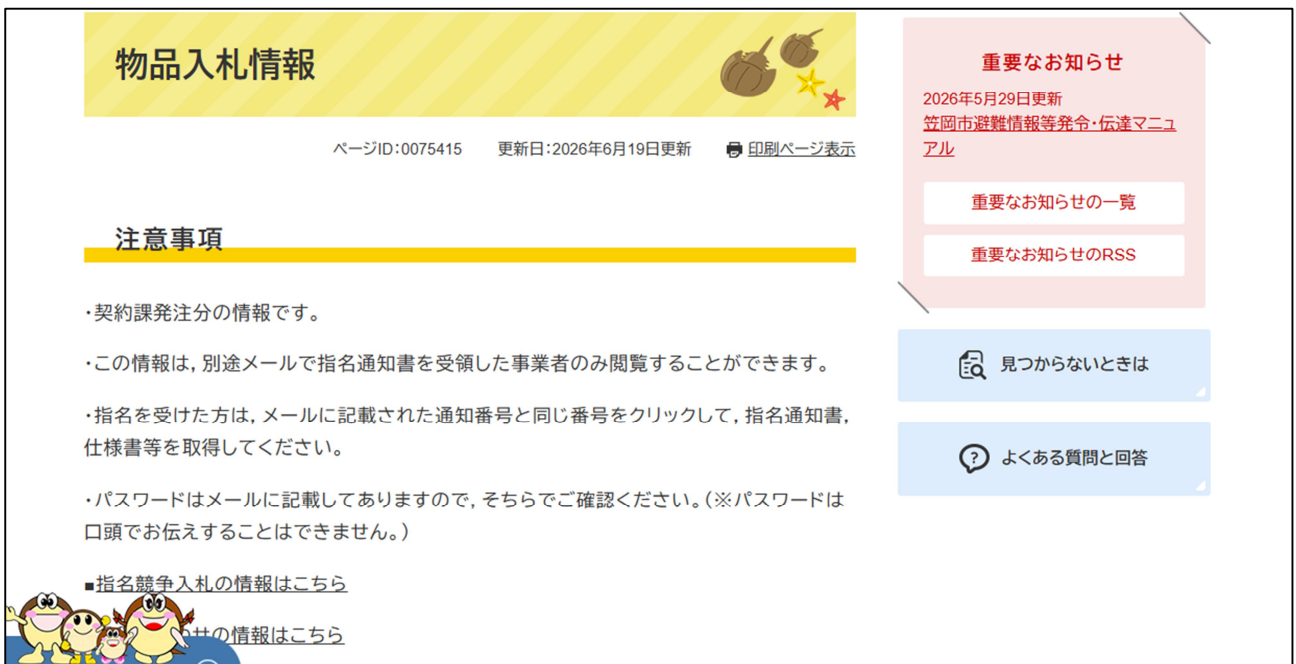 物品入札情報
ページID：0075415 更新日：2026年6月19日更新 印刷ページ表示
注意事項
・契約課発注分の情報です。
・この情報は，別途メールで指名通知書を受領した事業者のみ閲覧することができます。
・指名を受けた方は，メールに記載された通知番号と同じ番号をクリックして，指名通知書，
仕様書等を取得してください。
・パスワードはメールに記載してありますので，そちらでご確認ください。（※パスワードは
口頭でお伝えすることはできません。）
■指名競争入札の情報はこちら
せの情報はこちら
重要なお知らせ
2026年5月29日更新
笠岡市避難情報等発令・伝達マニュ
アル
重要なお知らせの一覧
重要なお知らせのRSS
見つからないときは
よくある質問と回答